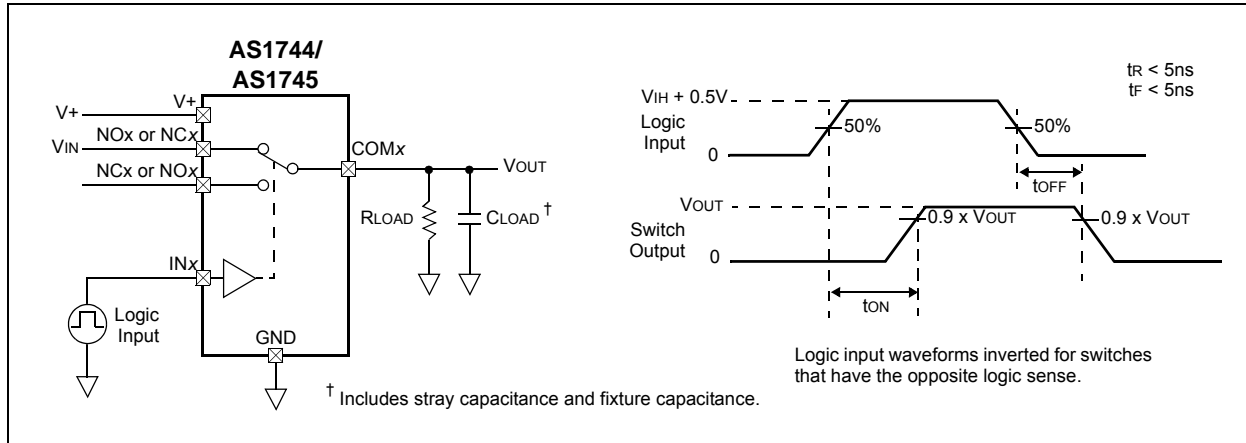 AS1744/
AS1745
V+
V+
NOx or NCx
VIN
NCx or NOx
COMx
VOUT
RLOAD
CLOAD †
INx
Logic
Input
GND
† Includes stray capacitance and fixture capacitance.
tR < 5ns
tF < 5ns
VIH + 0.5V
Logic
Input
0
50%
50%
tOFF
VOUT
Switch
Output
0
0.9 x VOUT
0.9 x VOUT
tON
Logic input waveforms inverted for switches
that have the opposite logic sense.